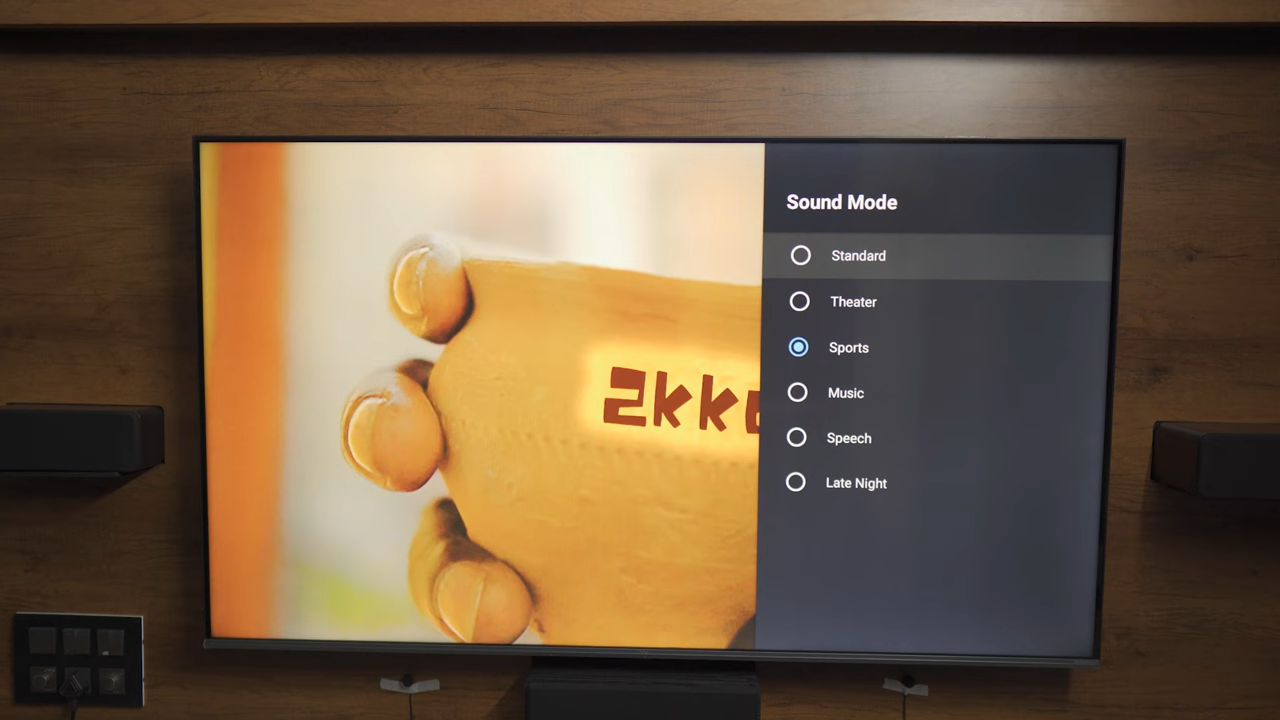 Sound Mode
Standard
Theater
Sports
Music
Speech
Late Night